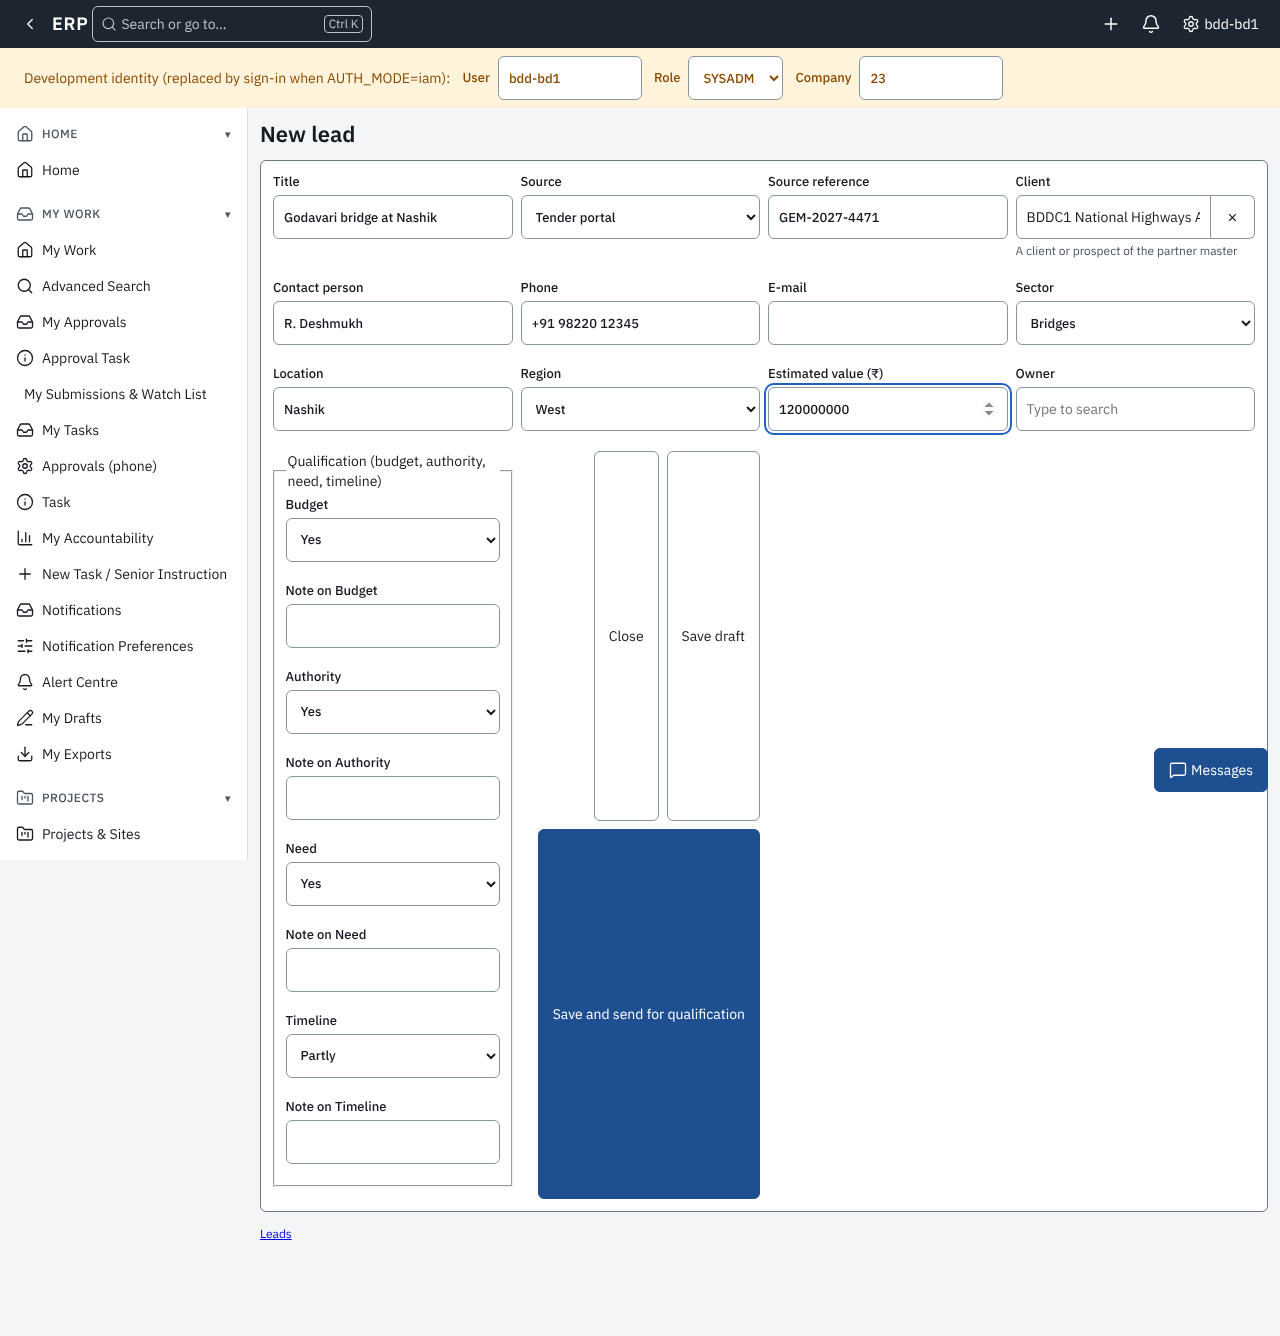 ERP
Search or go to...
Ctrl K
bdd-bd1
Development identity (replaced by sign-in when AUTH_MODE=iam):
User
bdd-bd1
Role
SYSADM
Company
23
HOME
Home
MY WORK
My Work
Advanced Search
My Approvals
Approval Task
My Submissions & Watch List
My Tasks
Approvals (phone)
Task
My Accountability
New Task / Senior Instruction
Notifications
Notification Preferences
Alert Centre
My Drafts
My Exports
PROJECTS
Projects & Sites
New lead
Title
Source
Source reference
Client
Godavari bridge at Nashik
Tender portal
GEM-2027-4471
BDDC1 National Highways
A client or prospect of the partner master
Contact person
Phone
E-mail
Sector
R. Deshmukh
+91 98220 12345
Bridges
Location
Region
Estimated value (₹)
Owner
Nashik
West
120000000
Type to search
Qualification (budget, authority,
need, timeline)
Budget
Yes
Note on Budget
Authority
Yes
Note on Authority
Need
Yes
Note on Need
Timeline
Partly
Note on Timeline
Close
Save draft
Save and send for qualification
Messages
Leads